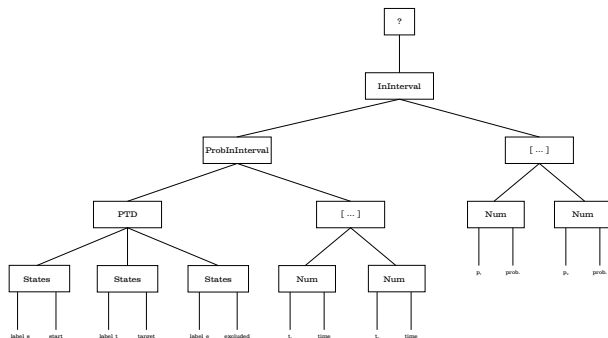 ?
InInterval
ProbInInterval [ ... ]
PTD [ ... ] Num Num
p, prob. p, prob.
States States States Num Num
label s start label t target label e excluded t, time t, time